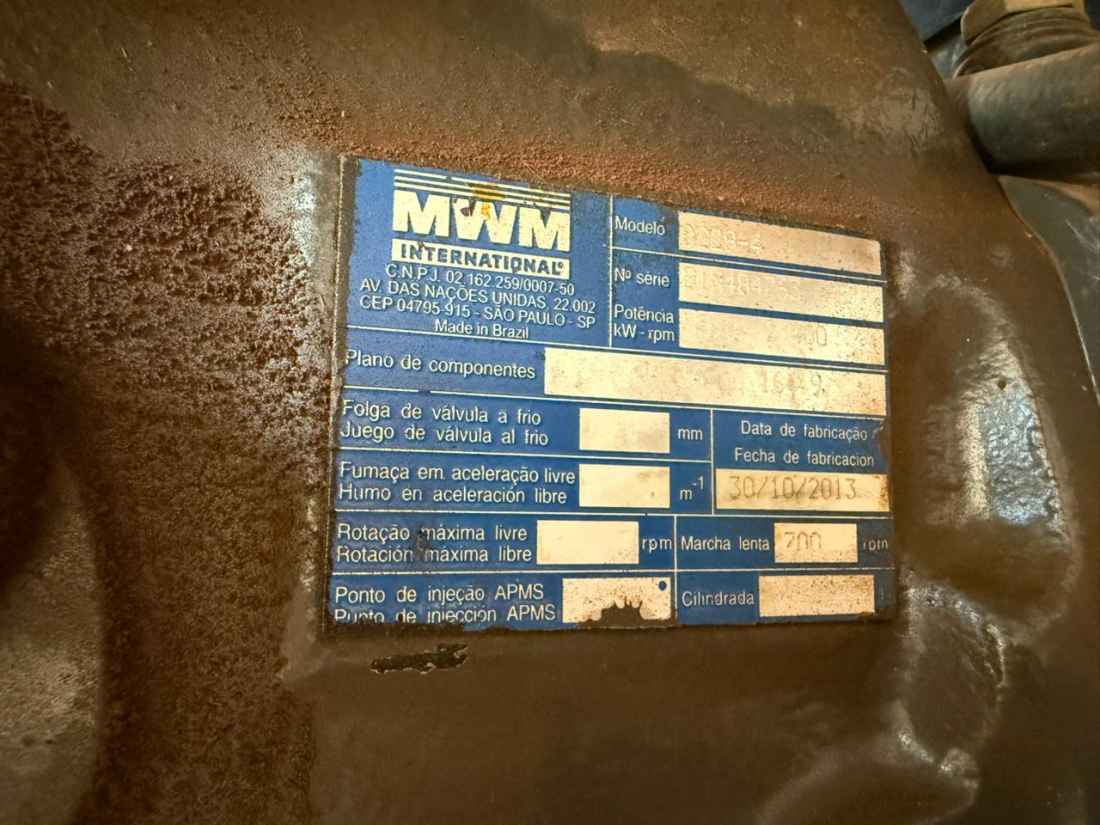 MWM
INTERNATIONAL®
C.N.P.J. 02.162.259/0007-50
AV. DAS NAÇÕES UNIDAS, 22.002
CEP 04795-915 - SÃO PAULO - SP
Made in Brazil
Modelo
Nº série
Potência
kW - rpm
Plano de componentes
Folga de válvula a frio
Juego de válvula al frio
mm
Data de fabricação
Fecha de fabricacion
30/10/2013
Fumaça em aceleração livre
Humo en aceleración libre
m-1
Rotação máxima livre
Rotación máxima libre
rpm
Marcha lenta 700 rpm
Ponto de injeção APMS
Punto de inyección APMS
Cilindrada